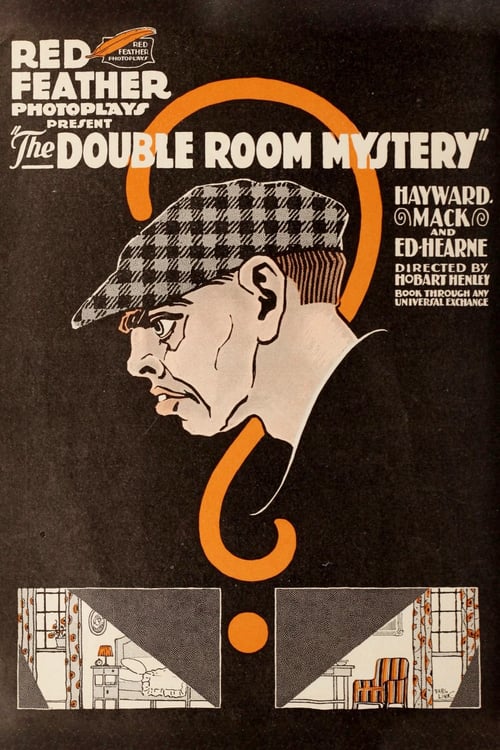 RED
FEATHER
PHOTOPLAYS
RED
FEATHER
PHOTOPLAYS
PRESENT
"The DOUBLE ROOM MYSTERY"
HAYWARD
MACK
AND
ED-HEARNE
DIRECTED BY
HOBART HENLEY
BOOK THROUGH ANY
UNIVERSAL EXCHANGE